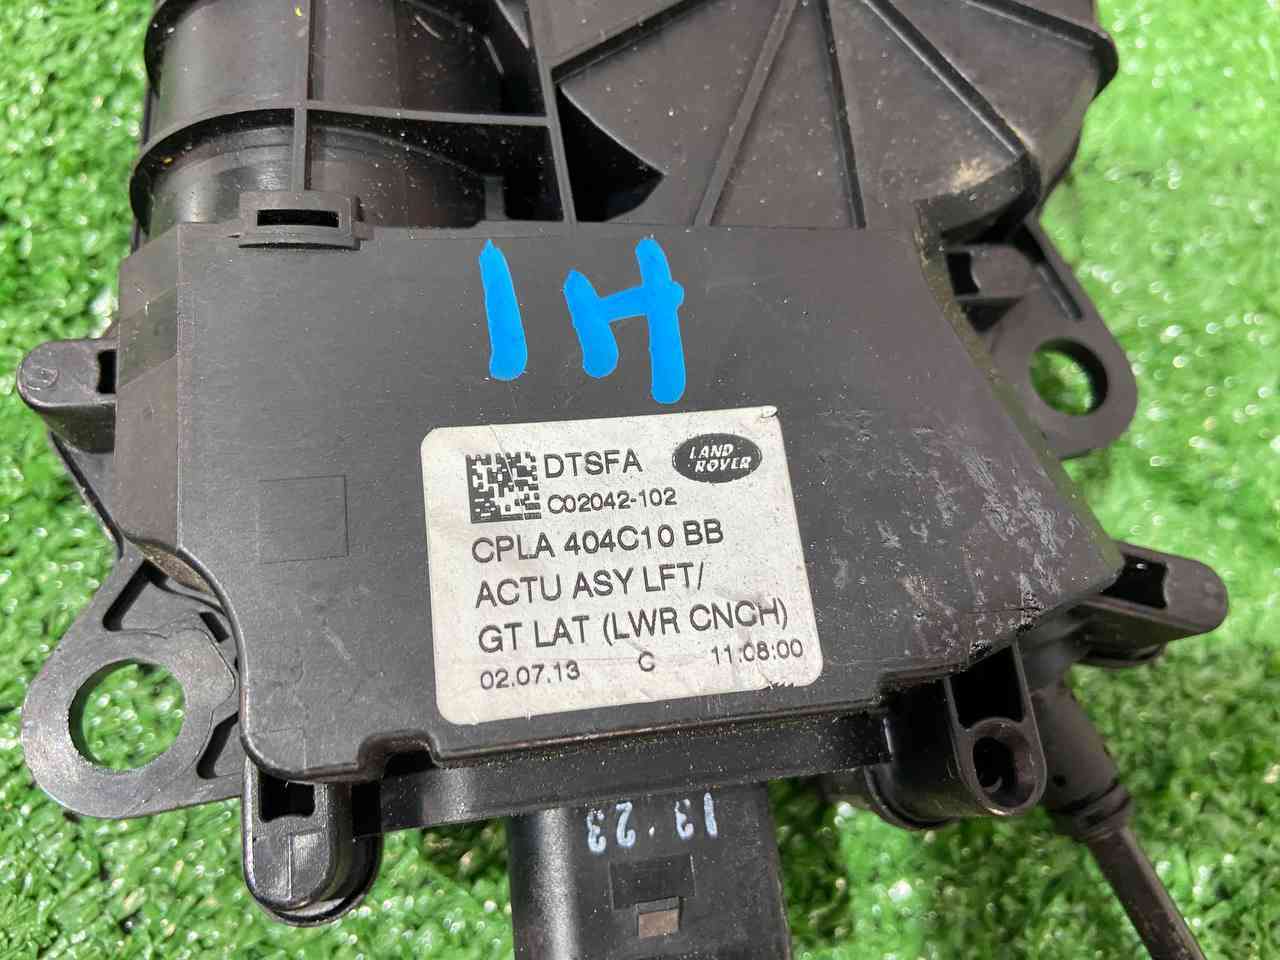 1H
DTSFA
LAND
ROVER
C02042-102
CPLA 404C10 BB
ACTU ASY LFT/
GT LAT (LWR CNCH)
02.07.13 C 11:08:00
13.23